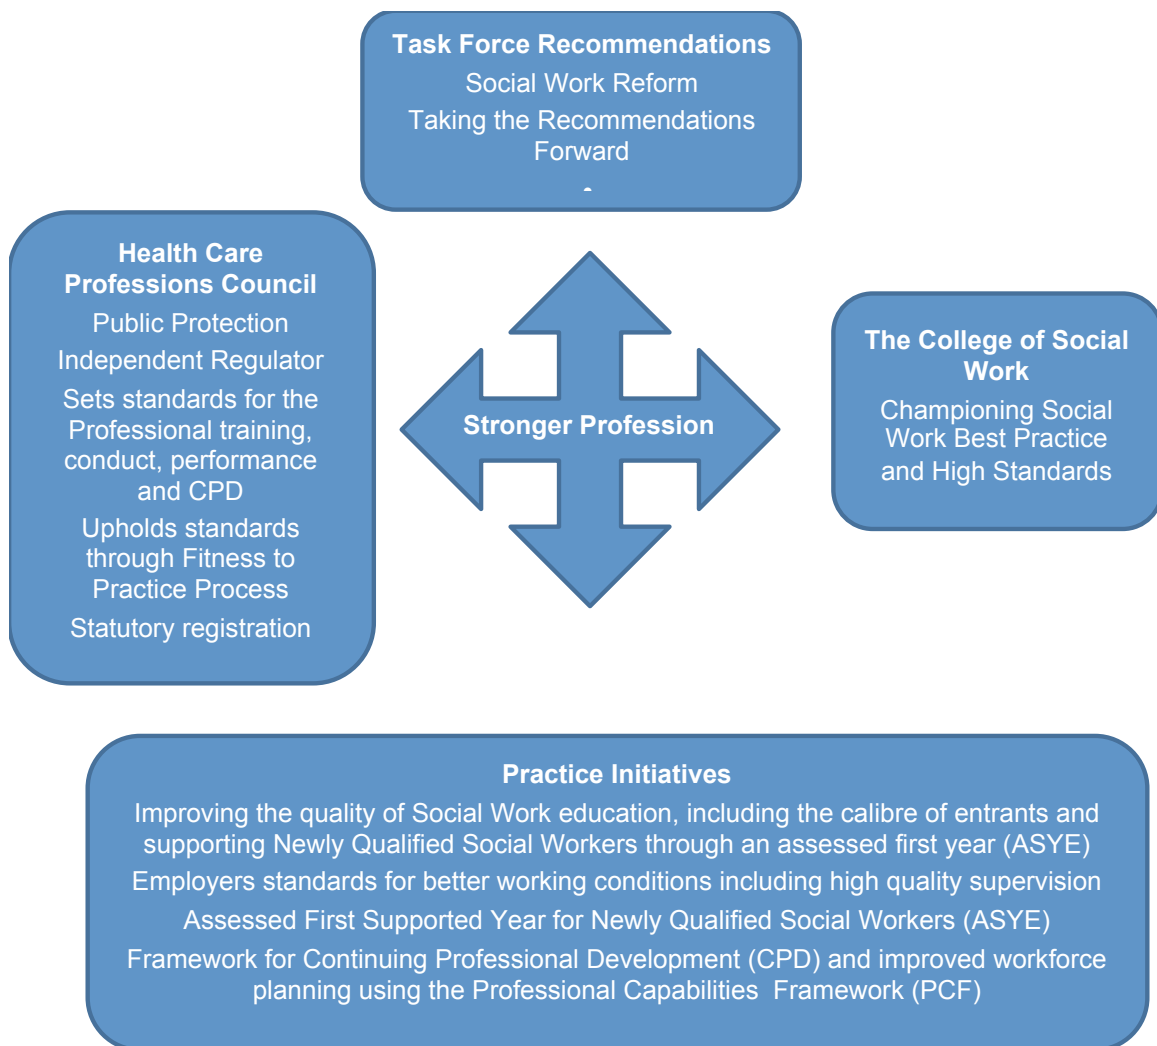 Task Force Recommendations
Social Work Reform
Taking the Recommendations
Forward
•
Health Care
Professions Council
Public Protection
Independent Regulator
Sets standards for the
Professional training,
conduct, performance
and CPD
Upholds standards
through Fitness to
Practice Process
Statutory registration
Stronger Profession
The College of Social
Work
Championing Social
Work Best Practice
and High Standards
Practice Initiatives
Improving the quality of Social Work education, including the calibre of entrants and
supporting Newly Qualified Social Workers through an assessed first year (ASYE)
Employers standards for better working conditions including high quality supervision
Assessed First Supported Year for Newly Qualified Social Workers (ASYE)
Framework for Continuing Professional Development (CPD) and improved workforce
planning using the Professional Capabilities Framework (PCF)